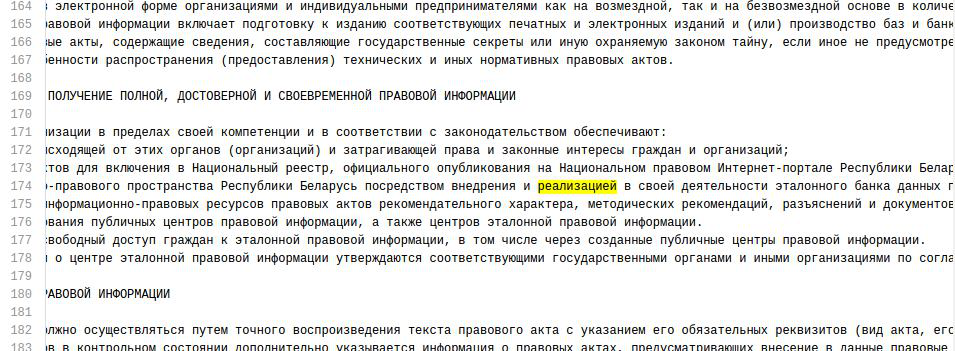 164 в электронной форме организациями и индивидуальными предпринимателями как на возмездной, так и на безвозмездной основе в количе
165 равовой информации включает подготовку к изданию соответствующих печатных и электронных изданий и (или) производство баз и банк
166 вые акты, содержащие сведения, составляющие государственные секреты или иную охраняемую законом тайну, если иное не предусмотре
167 бенности распространения (предоставления) технических и иных нормативных правовых актов.
168
169 ПОЛУЧЕНИЕ ПОЛНОЙ, ДОСТОВЕРНОЙ И СВОЕВРЕМЕННОЙ ПРАВОВОЙ ИНФОРМАЦИИ
170
171 низации в пределах своей компетенции и в соответствии с законодательством обеспечивают:
172 исходящей от этих органов (организаций) и затрагивающей права и законные интересы граждан и организаций;
173 ктов для включения в Национальный реестр, официального опубликования на Национальном правовом Интернет-портале Республики Белар
174 о-правового пространства Республики Беларусь посредством внедрения и реализацией в своей деятельности эталонного банка данных п
175 информационно-правовых ресурсов правовых актов рекомендательного характера, методических рекомендаций, разъяснений и документов
176 ования публичных центров правовой информации, а также центров эталонной правовой информации.
177 свободный доступ граждан к эталонной правовой информации, в том числе через созданные публичные центры правовой информации.
178 и о центре эталонной правовой информации утверждаются соответствующими государственными органами и иными организациями по согла
179
180 РАВОВОЙ ИНФОРМАЦИИ
181
182 олжно осуществляться путем точного воспроизведения текста правового акта с указанием его обязательных реквизитов (вид акта, его
183 ов в контрольном состоянии дополнительно указывается информация о правовых актах, предусматривающих внесение в данные правовые